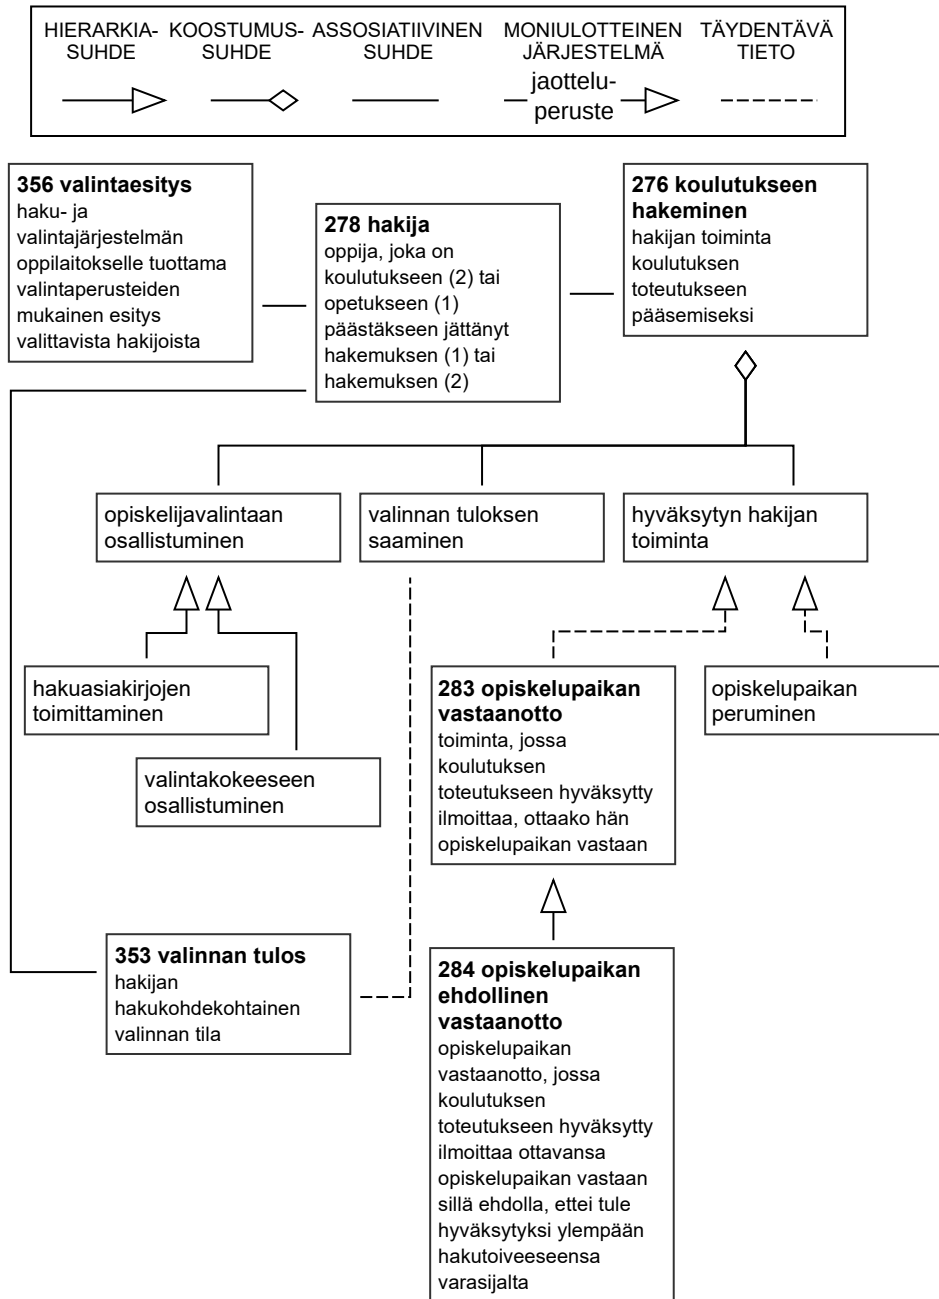 HIERARKIA-
SUHDE
KOOSTUMUS-
SUHDE
ASSOSIATIIVINEN
SUHDE
MONIULOTTEINEN
JÄRJESTELMÄ
jaottelu-
peruste
TÄYDENTÄVÄ
TIETO
356 valintaesitys
haku- ja
valintajärjestelmän
oppilaitokselle tuottama
valintaperusteiden
mukainen esitys
valittavista hakijoista
278 hakija
oppija, joka on
koulutukseen (2) tai
opetukseen (1)
päästäkseen jättänyt
hakemuksen (1) tai
hakemuksen (2)
276 koulutukseen
hakeminen
hakijan toiminta
koulutuksen
toteutukseen
pääsemiseksi
opiskelijavalintaan
osallistuminen
valinnan tuloksen
saaminen
hyväksytyn hakijan
toiminta
hakuasiakirjojen
toimittaminen
valintakokeeseen
osallistuminen
283 opiskelupaikan
vastaanotto
toiminta, jossa
koulutuksen
toteutukseen hyväksytty
ilmoittaa, ottaako hän
opiskelupaikan vastaan
opiskelupaikan
peruminen
353 valinnan tulos
hakijan
hakukohdekohtainen
valinnan tila
284 opiskelupaikan
ehdollinen
vastaanotto
opiskelupaikan
vastaanotto, jossa
koulutuksen
toteutukseen hyväksytty
ilmoittaa ottavansa
opiskelupaikan vastaan
sillä ehdolla, ettei tule
hyväksytyksi ylempään
hakutoiveeseensa
varasijalta